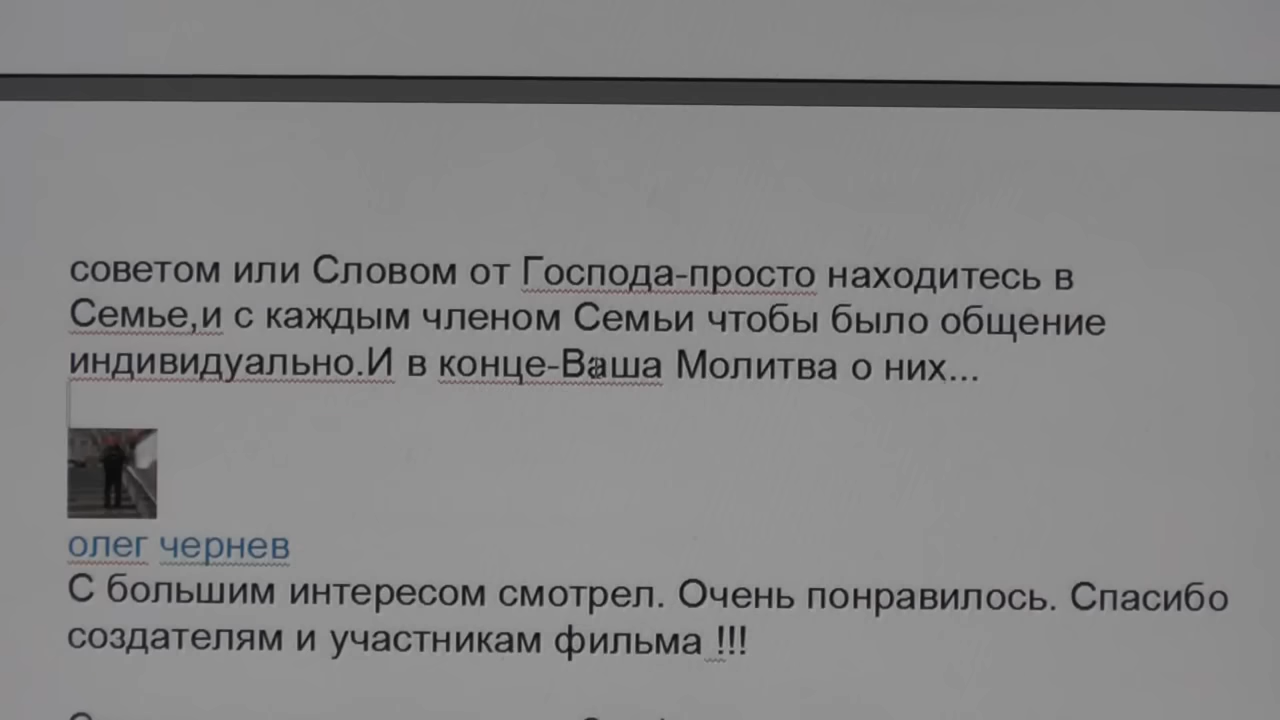 советом или Словом от Господа-просто находитесь в
Семье,и с каждым членом Семьи чтобы было общение
индивидуально.И в конце-Ваша Молитва о них...
олег чернев
С большим интересом смотрел. Очень понравилось. Спасибо
создателям и участникам фильма !!!